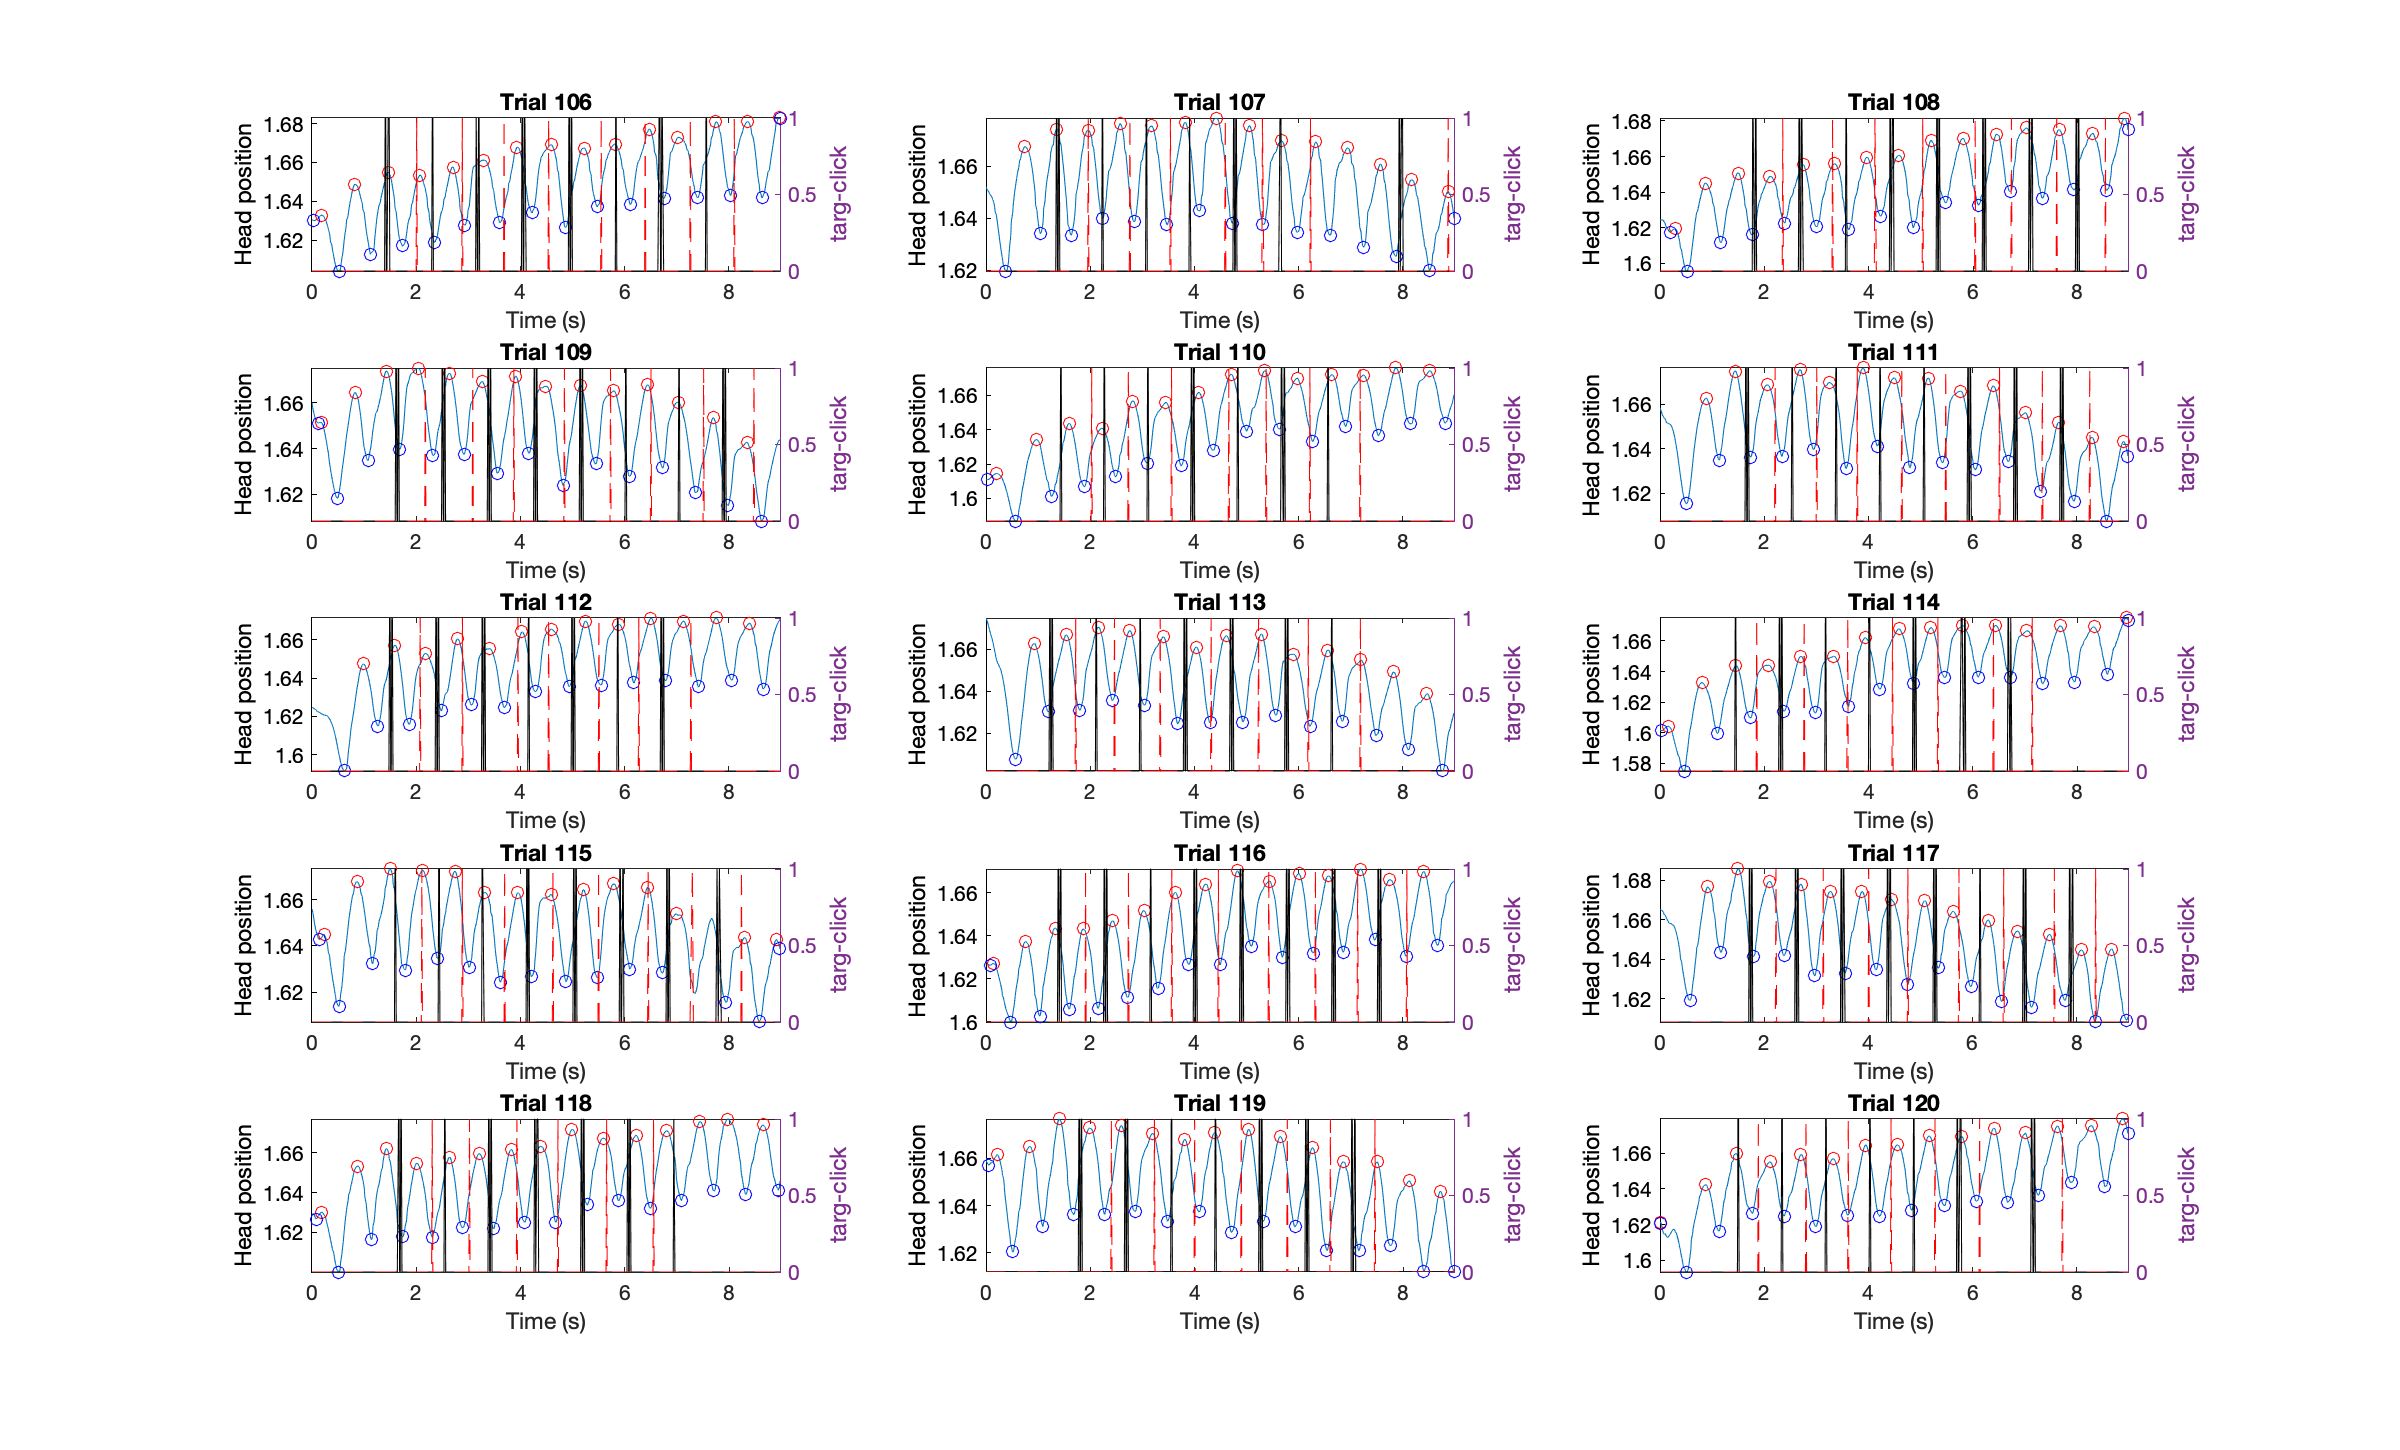 Trial 106
Trial 107
Trial 108
1.68
1.66
1.64
1.62
Head position
1
0.5
0
targ-click
1.66
1.64
1.62
Head position
1
0.5
0
targ-click
1.68
1.66
1.64
1.62
1.6
Head position
1
0.5
0
targ-click
0 2 4 6 8
0 2 4 6 8
0 2 4 6 8
Time (s)
Time (s)
Time (s)
Trial 109
Trial 110
Trial 111
1.66
1.64
1.62
Head position
1
0.5
0
targ-click
1.66
1.64
1.62
1.6
Head position
1
0.5
0
targ-click
1.66
1.64
1.62
Head position
1
0.5
0
targ-click
0 2 4 6 8
0 2 4 6 8
0 2 4 6 8
Time (s)
Time (s)
Time (s)
Trial 112
Trial 113
Trial 114
1.66
1.64
1.62
1.6
Head position
1
0.5
0
targ-click
1.66
1.64
1.62
Head position
1
0.5
0
targ-click
1.66
1.64
1.62
1.6
1.58
Head position
1
0.5
0
targ-click
0 2 4 6 8
0 2 4 6 8
0 2 4 6 8
Time (s)
Time (s)
Time (s)
Trial 115
Trial 116
Trial 117
1.66
1.64
1.62
Head position
1
0.5
0
targ-click
1.66
1.64
1.62
1.6
Head position
1
0.5
0
targ-click
1.68
1.66
1.64
1.62
Head position
1
0.5
0
targ-click
0 2 4 6 8
0 2 4 6 8
0 2 4 6 8
Time (s)
Time (s)
Time (s)
Trial 118
Trial 119
Trial 120
1.66
1.64
1.62
Head position
1
0.5
0
targ-click
1.66
1.64
1.62
Head position
1
0.5
0
targ-click
1.66
1.64
1.62
1.6
Head position
1
0.5
0
targ-click
0 2 4 6 8
0 2 4 6 8
0 2 4 6 8
Time (s)
Time (s)
Time (s)